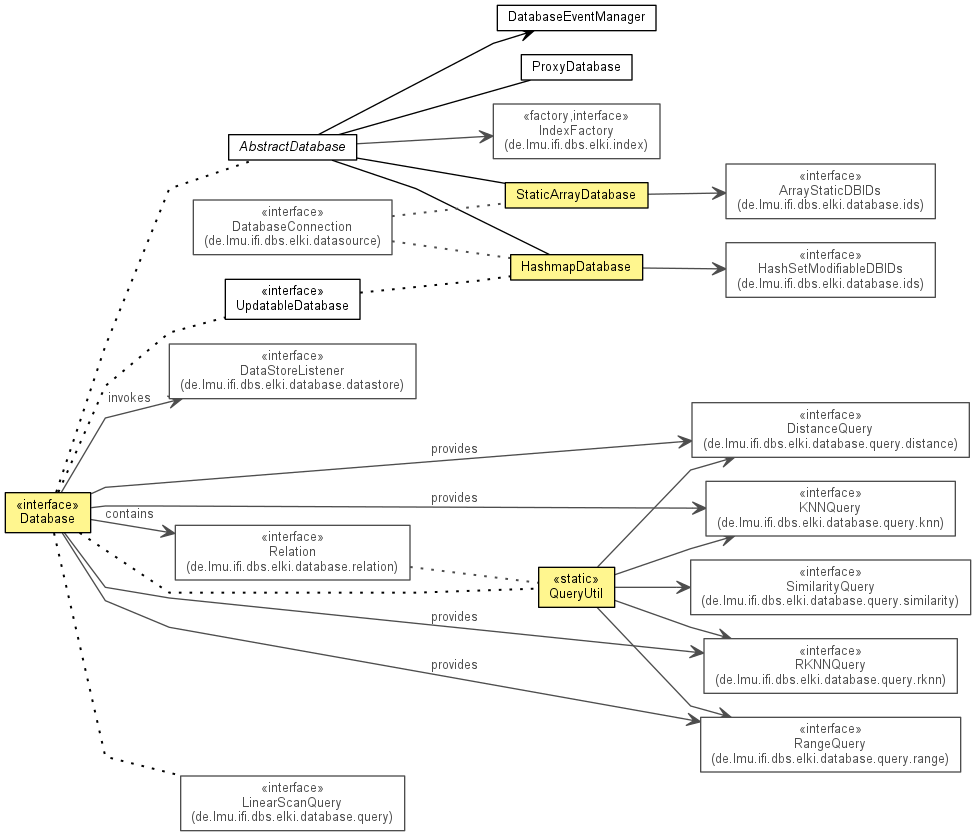 DatabaseEventManager
ProxyDatabase
«factory,interface»
IndexFactory
(de.lmu.ifi.dbs.elki.index)
AbstractDatabase
StaticArrayDatabase
«interface»
ArrayStaticDBIDs
(de.lmu.ifi.dbs.elki.database.ids)
«interface»
DatabaseConnection
(de.lmu.ifi.dbs.elki.datasource)
HashmapDatabase
«interface»
HashSetModifiableDBIDs
(de.lmu.ifi.dbs.elki.database.ids)
«interface»
UpdatableDatabase
«interface»
DataStoreListener
(de.lmu.ifi.dbs.elki.database.datastore)
invokes
«interface»
DistanceQuery
(de.lmu.ifi.dbs.elki.database.query.distance)
provides
«interface»
Database
provides
«interface»
KNNQuery
(de.lmu.ifi.dbs.elki.database.query.knn)
contains
«interface»
Relation
(de.lmu.ifi.dbs.elki.database.relation)
«static»
QueryUtil
«interface»
SimilarityQuery
(de.lmu.ifi.dbs.elki.database.query.similarity)
provides
«interface»
RKNNQuery
(de.lmu.ifi.dbs.elki.database.query.rknn)
provides
«interface»
RangeQuery
(de.lmu.ifi.dbs.elki.database.query.range)
«interface»
LinearScanQuery
(de.lmu.ifi.dbs.elki.database.query)